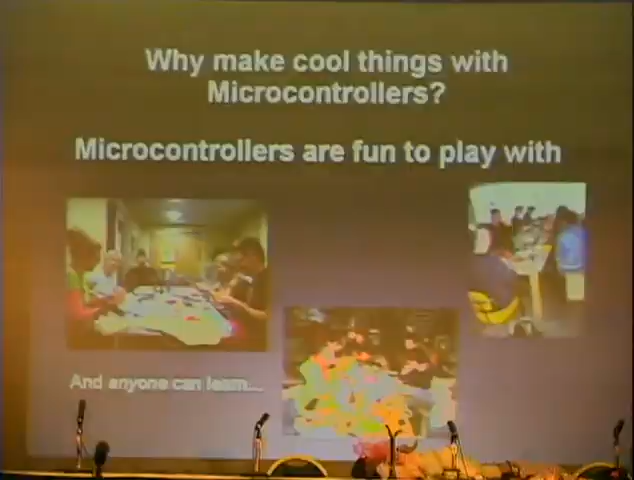 Why make cool things with
Microcontrollers?
Microcontrollers are fun to play with
And anyone can learn...